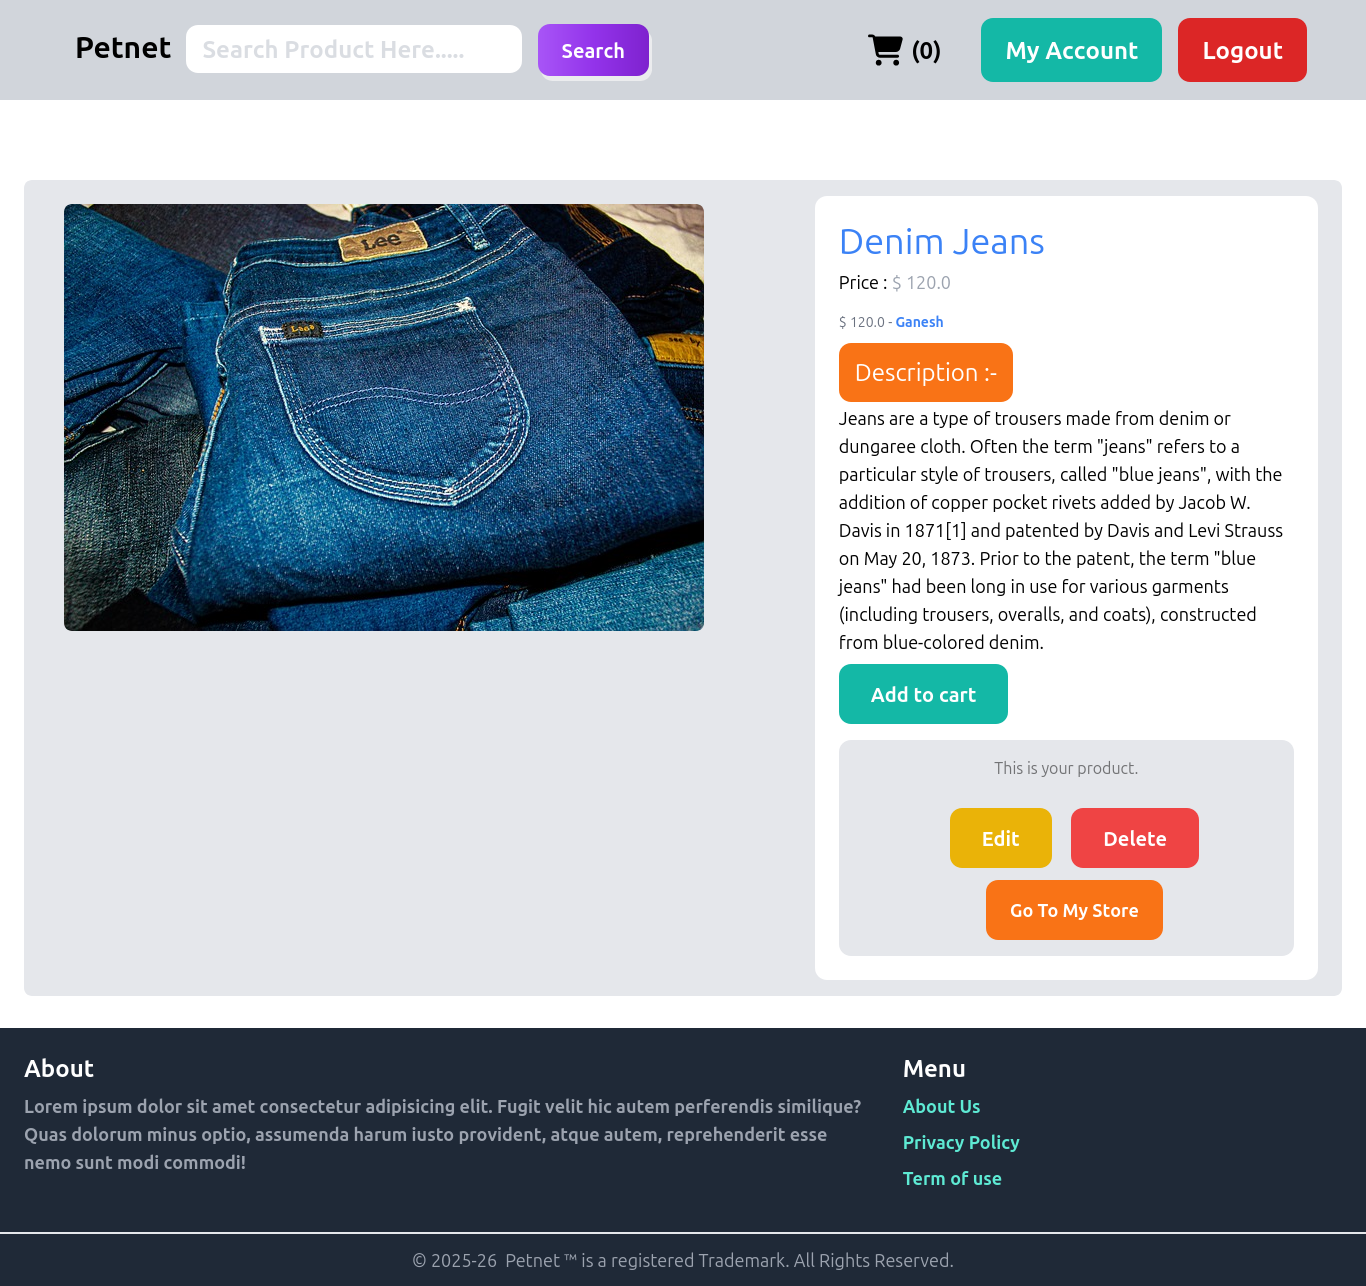 Petnet
Search Product Here.....
Search
(0)
My Account
Logout
Lee
Lee
Denim Jeans
Price : $ 120.0
$ 120.0 - Ganesh
Description :-
Jeans are a type of trousers made from denim or
dungaree cloth. Often the term "jeans" refers to a
particular style of trousers, called "blue jeans", with the
addition of copper pocket rivets added by Jacob W.
Davis in 1871[1] and patented by Davis and Levi Strauss
on May 20, 1873. Prior to the patent, the term "blue
jeans" had been long in use for various garments
(including trousers, overalls, and coats), constructed
from blue-colored denim.
Add to cart
This is your product.
Edit
Delete
Go To My Store
About
Lorem ipsum dolor sit amet consectetur adipisicing elit. Fugit velit hic autem perferendis similique?
Quas dolorum minus optio, assumenda harum iusto provident, atque autem, reprehenderit esse
nemo sunt modi commodi!
Menu
About Us
Privacy Policy
Term of use
© 2025-26 Petnet ™ is a registered Trademark. All Rights Reserved.